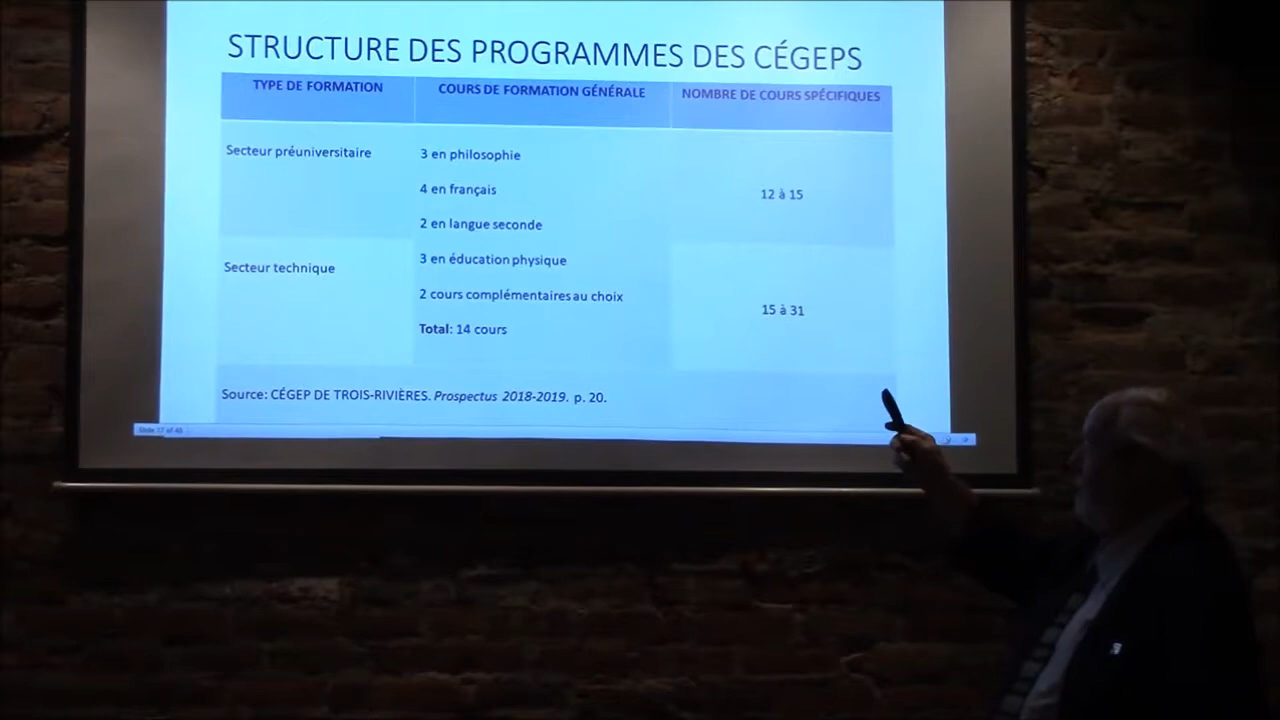 STRUCTURE DES PROGRAMMES DES CÉGEPS
TYPE DE FORMATION
COURS DE FORMATION GÉNÉRALE
NOMBRE DE COURS SPÉCIFIQUES
Secteur préuniversitaire
3 en philosophie
4 en français
2 en langue seconde
12 à 15
Secteur technique
3 en éducation physique
2 cours complémentaires au choix
Total: 14 cours
15 à 31
Source: CÉGEP DE TROIS-RIVIÈRES. Prospectus 2018-2019. p. 20.